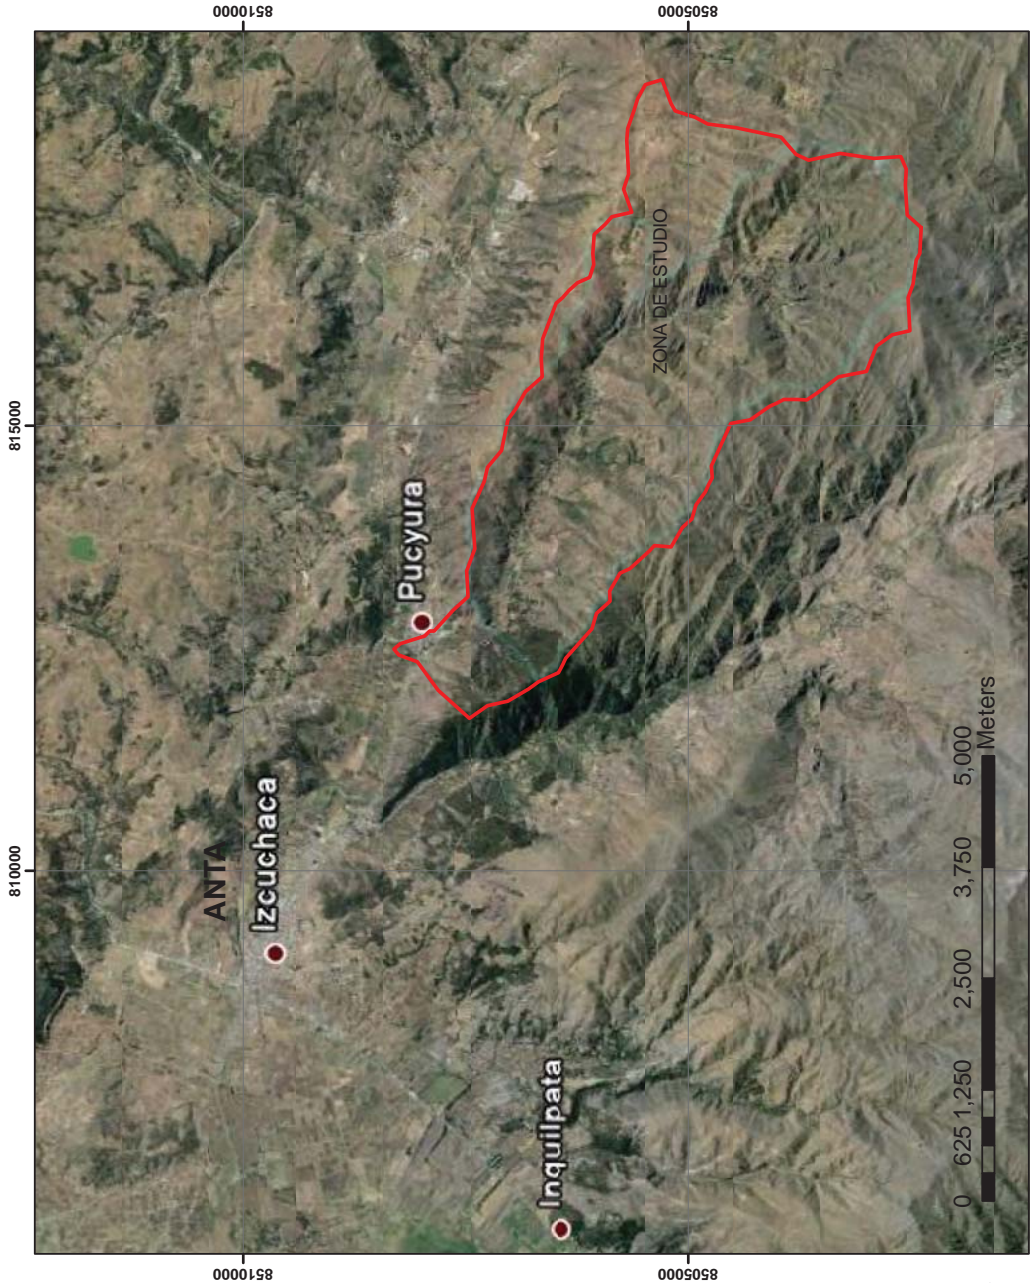 810000
815000
8510000
8510000
ANTA
Izcuchaca
Pucyura
Inquilpata
ZONA DE ESTUDIO
8505000
8505000
0 625 1,250 2,500 3,750 5,000
Meters